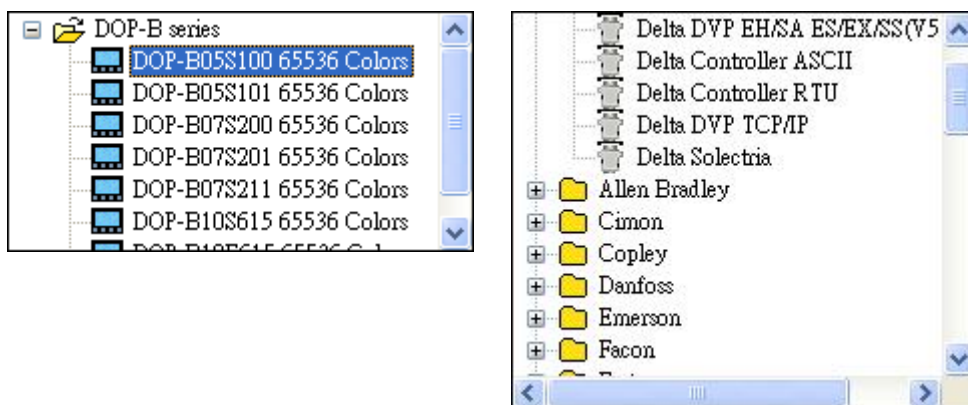 DOP-B series
DOP-B05S100 65536 Colors
DOP-B05S101 65536 Colors
DOP-B07S200 65536 Colors
DOP-B07S201 65536 Colors
DOP-B07S211 65536 Colors
DOP-B10S615 65536 Colors
Delta DVP EH/SA ES/EX/SS(V5
Delta Controller ASCII
Delta Controller RTU
Delta DVP TCP/IP
Delta Solectria
Allen Bradley
Cimon
Copley
Danfoss
Emerson
Facon